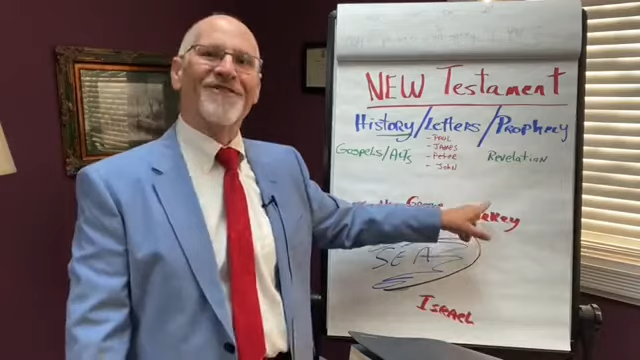 NEW TESTAMENT
HISTORY/LETTERS/PROPHECY
GOSPELS/ACTS
- PAUL
- JAMES
- PETER
- JOHN
REVELATION
SEA
ISRAEL